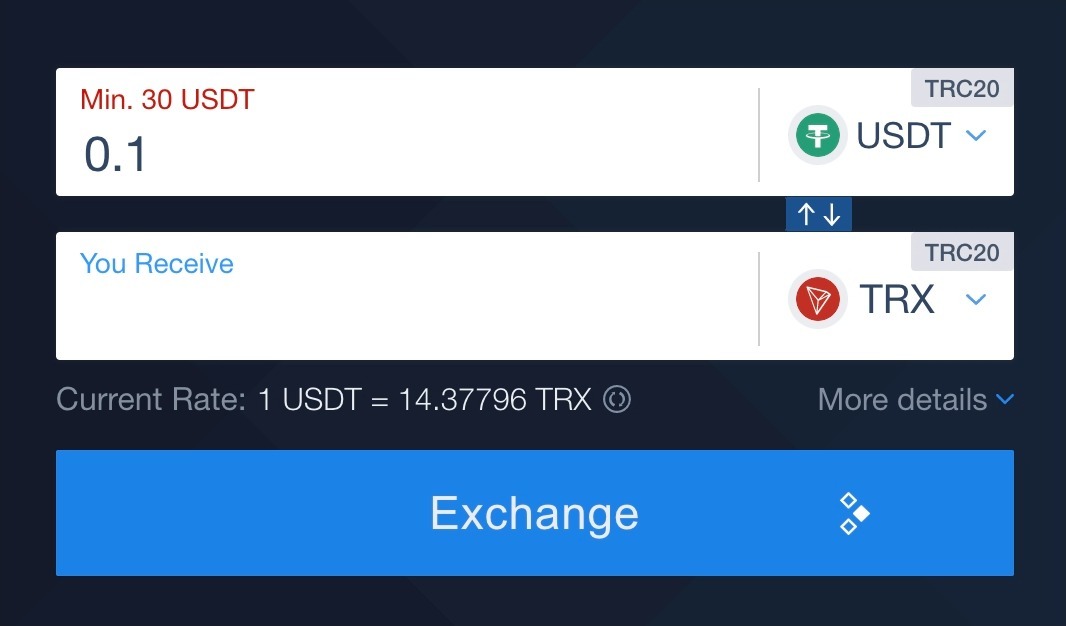 Min. 30 USDT
TRC20
0.1
USDT
You Receive
TRC20
TRX
Current Rate: 1 USDT = 14.37796 TRX
More details
Exchange